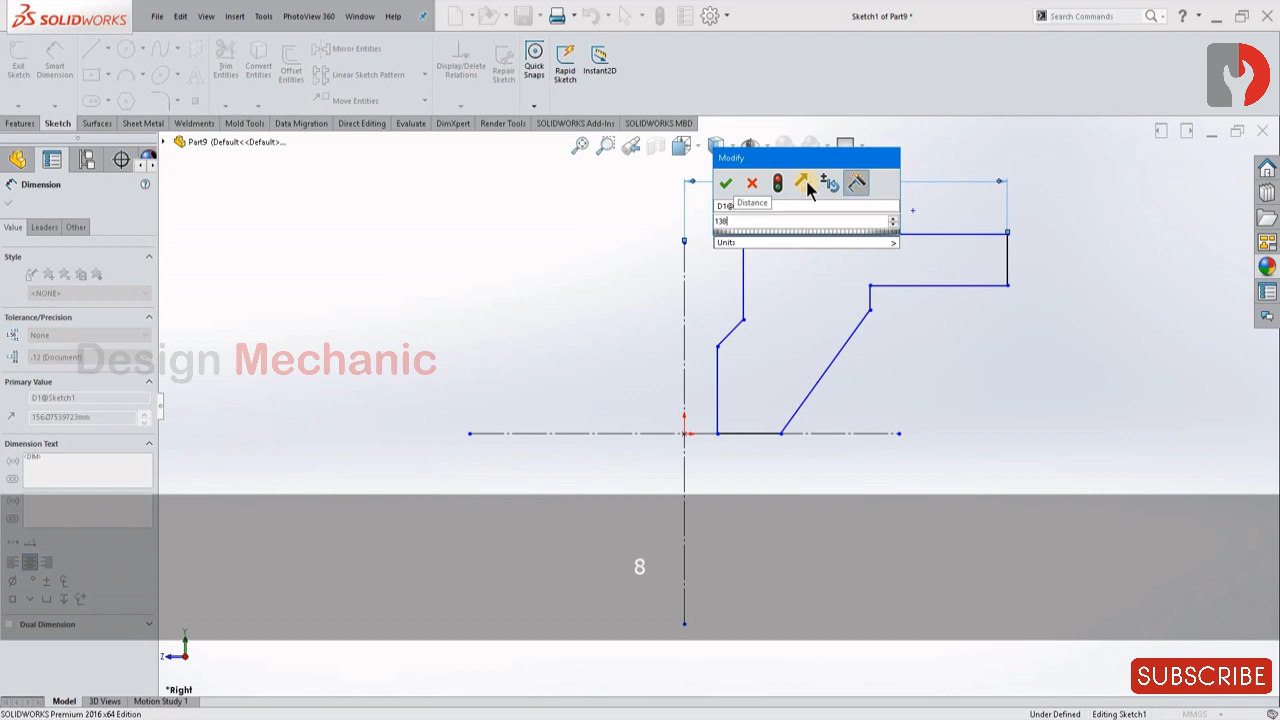 SOLIDWORKS
File Edit View Insert Tools PhotoView 360 Window Help
Sketch1 of Part9 *
Search Commands
Exit Sketch
Smart Dimension
Trim Entities
Convert Entities
Offset Entities
Mirror Entities
Linear Sketch Pattern
Move Entities
Display/Delete Relations
Repair Sketch
Quick Snaps
Rapid Sketch
Instant2D
Features Sketch Surfaces Sheet Metal Weldments Mold Tools Data Migration Direct Editing Evaluate DimXpert Render Tools SOLIDWORKS Add-Ins SOLIDWORKS MBD
Part9 (Default<<Default>...
Dimension
Value Leaders Other
Style
<NONE>
Tolerance/Precision
None
.12 (Document)
Primary Value
D1@Sketch1
156.07539723mm
Dimension Text
<DIM>
Dual Dimension
Modify
Distance
D1@
138
Units >
Design Mechanic
8
Y
Z
*Right
SUBSCRIBE
Model 3D Views Motion Study 1
SOLIDWORKS Premium 2016 x64 Edition
Under Defined Editing Sketch1 MMGS